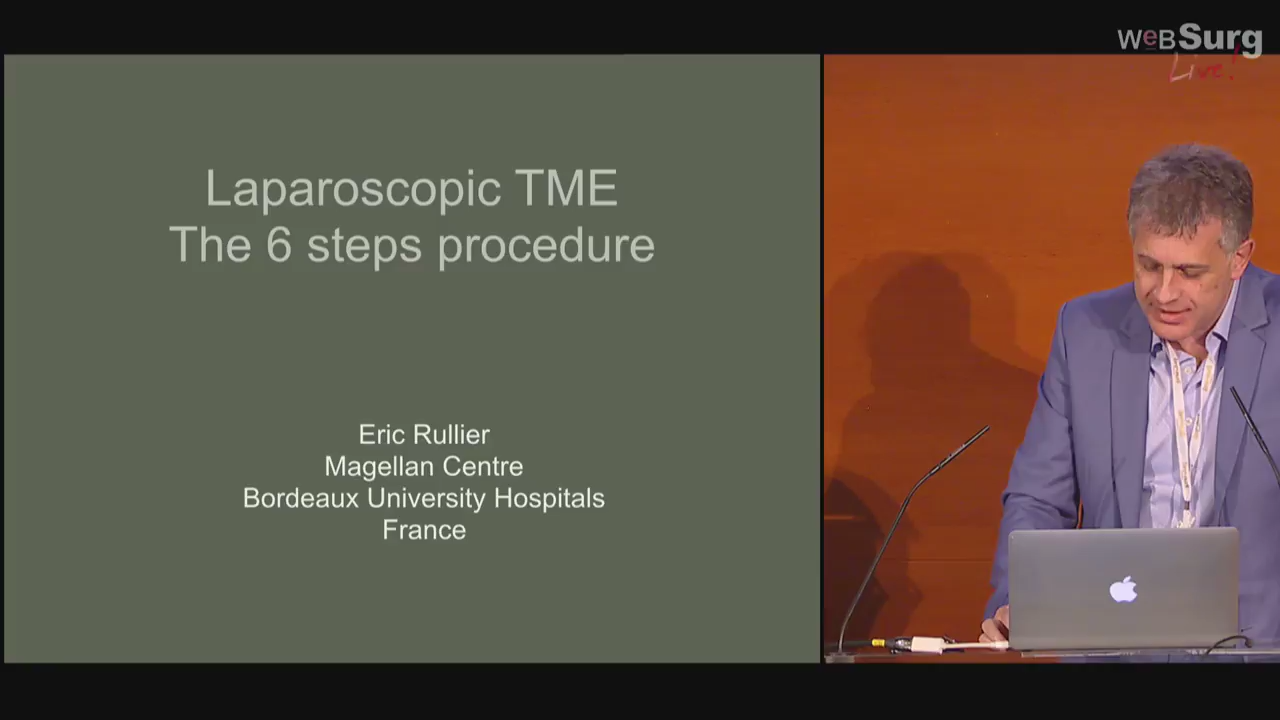 Laparoscopic TME
The 6 steps procedure
Eric Rullier
Magellan Centre
Bordeaux University Hospitals
France
weBSurg
Live!